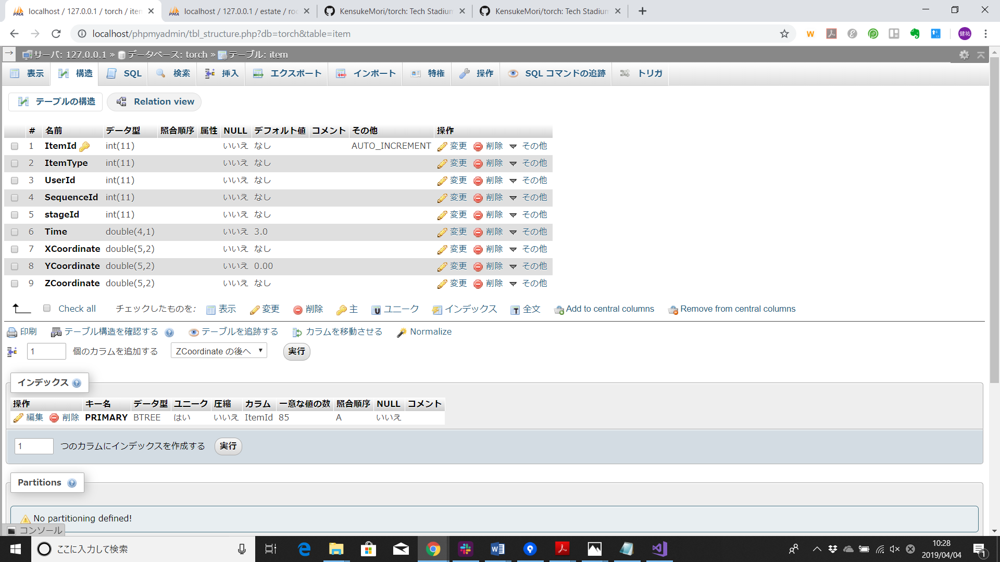 localhost / 127.0.0.1 / torch / iter
localhost / 127.0.0.1 / estate / roo
KensukeMori/torch: Tech Stadium
KensukeMori/torch: Tech Stadium
localhost/phpmyadmin/tbl_structure.php?db=torch&table=item
健祐
サーバ: 127.0.0.1 » データベース: torch » テーブル: item
表示 構造 SQL 検索 挿入 エクスポート インポート 特権 操作 SQL コマンドの追跡 トリガ
テーブルの構造 Relation view
# 名前 データ型 照合順序 属性 NULL デフォルト値 コメント その他 操作
1 ItemId int(11) いいえ なし AUTO_INCREMENT 変更 削除 その他
2 ItemType int(11) いいえ なし 変更 削除 その他
3 UserId int(11) いいえ なし 変更 削除 その他
4 SequenceId int(11) いいえ なし 変更 削除 その他
5 stageId int(11) いいえ なし 変更 削除 その他
6 Time double(4,1) いいえ 3.0 変更 削除 その他
7 XCoordinate double(5,2) いいえ なし 変更 削除 その他
8 YCoordinate double(5,2) いいえ 0.00 変更 削除 その他
9 ZCoordinate double(5,2) いいえ なし 変更 削除 その他
Check all チェックしたものを: 表示 変更 削除 主 ユニーク インデックス 全文 Add to central columns Remove from central columns
印刷 テーブル構造を確認する テーブルを追跡する カラムを移動させる Normalize
1 個のカラムを追加する ZCoordinate の後へ 実行
インデックス
操作 キー名 データ型 ユニーク 圧縮 カラム 一意な値の数 照合順序 NULL コメント
編集 削除 PRIMARY BTREE はい いいえ ItemId 85 A いいえ
1 つのカラムにインデックスを作成する 実行
Partitions
No partitioning defined!
コンソール
ここに入力して検索
10:28
2019/04/04
1